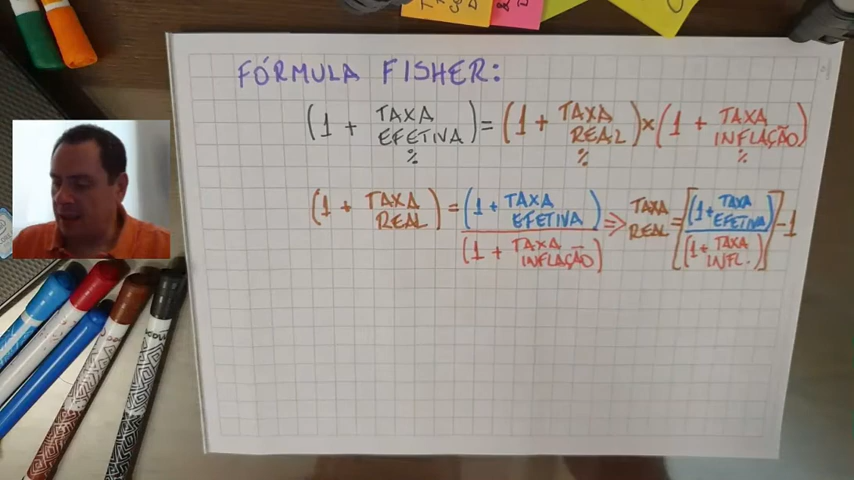 FÓRMULA FISHER:
(1 + TAXA EFETIVA %) = (1 + TAXA REAL %) × (1 + TAXA INFLAÇÃO %)
(1 + TAXA REAL) = (1 + TAXA EFETIVA) / (1 + TAXA INFLAÇÃO) ⇒ TAXA REAL = [(1 + TAXA EFETIVA) / (1 + TAXA INFL.)] - 1